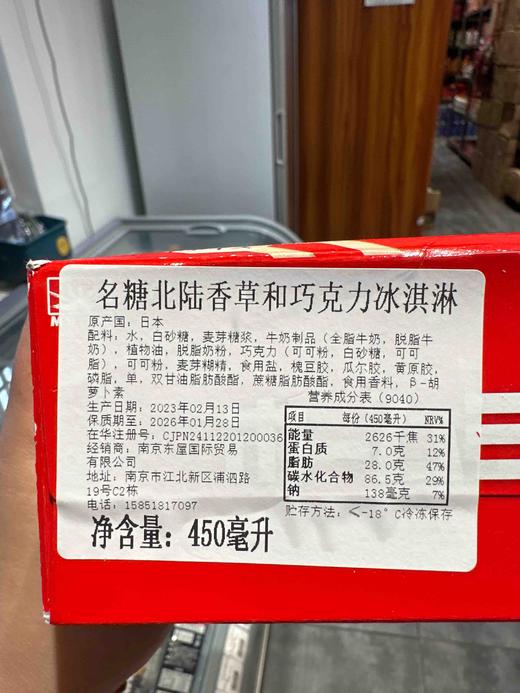 名糖北陆香草和巧克力冰淇淋
原产国：日本
配料：水，白砂糖，麦芽糖浆，牛奶制品（全脂牛奶，脱脂牛
奶），植物油，脱脂奶粉，巧克力（可可粉，白砂糖，可可
脂），可可粉，麦芽糊精，食用盐，槐豆胶，瓜尔胶，黄原胶，
磷脂，单，双甘油脂肪酸酯，蔗糖脂肪酸酯，食用香料，β-胡
萝卜素
生产日期：2023年02月13日
保质期至：2026年01月28日
在华注册号：CJPN24112201200036
经销商：南京东屋国际贸易
有限公司
地址：南京市江北新区浦泗路
19号C2栋
电话：15851817097
净含量：450毫升
营养成分表（9040）
项目 每份（450毫升） NRV%
能量 2626千焦 31%
蛋白质 7.0克 12%
脂肪 28.0克 47%
碳水化合物 86.5克 29%
钠 138毫克 7%
贮存方法：≤-18°C冷冻保存